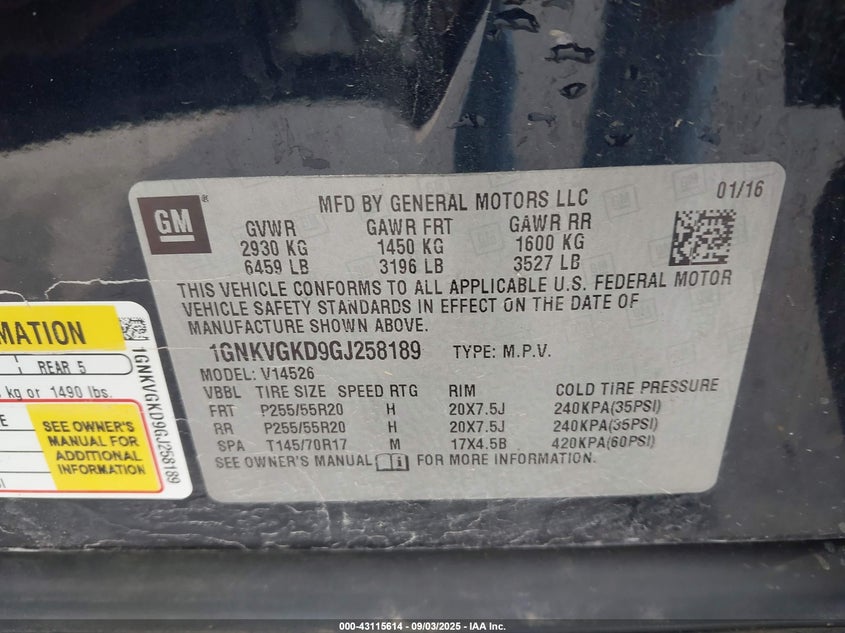 GM
®
MFD BY GENERAL MOTORS LLC
01/16
GVWR GAWR FRT GAWR RR
2930 KG 1450 KG 1600 KG
6459 LB 3196 LB 3527 LB
THIS VEHICLE CONFORMS TO ALL APPLICABLE U.S. FEDERAL MOTOR
VEHICLE SAFETY STANDARDS IN EFFECT ON THE DATE OF
MANUFACTURE SHOWN ABOVE.
1GNKVGKD9GJ258189 TYPE: M.P.V.
MODEL: V14526
VBBL TIRE SIZE SPEED RTG RIM COLD TIRE PRESSURE
FRT P255/55R20 H 20X7.5J 240KPA(35PSI)
RR P255/55R20 H 20X7.5J 240KPA(35PSI)
SPA T145/70R17 M 17X4.5B 420KPA(60PSI)
SEE OWNER'S MANUAL FOR MORE INFORMATION.
REAR 5
kg or 1490 lbs.
SEE OWNER'S
MANUAL FOR
ADDITIONAL
INFORMATION
1GNKVGKD9GJ258189
000-43115614 - 09/03/2025 - IAA Inc.